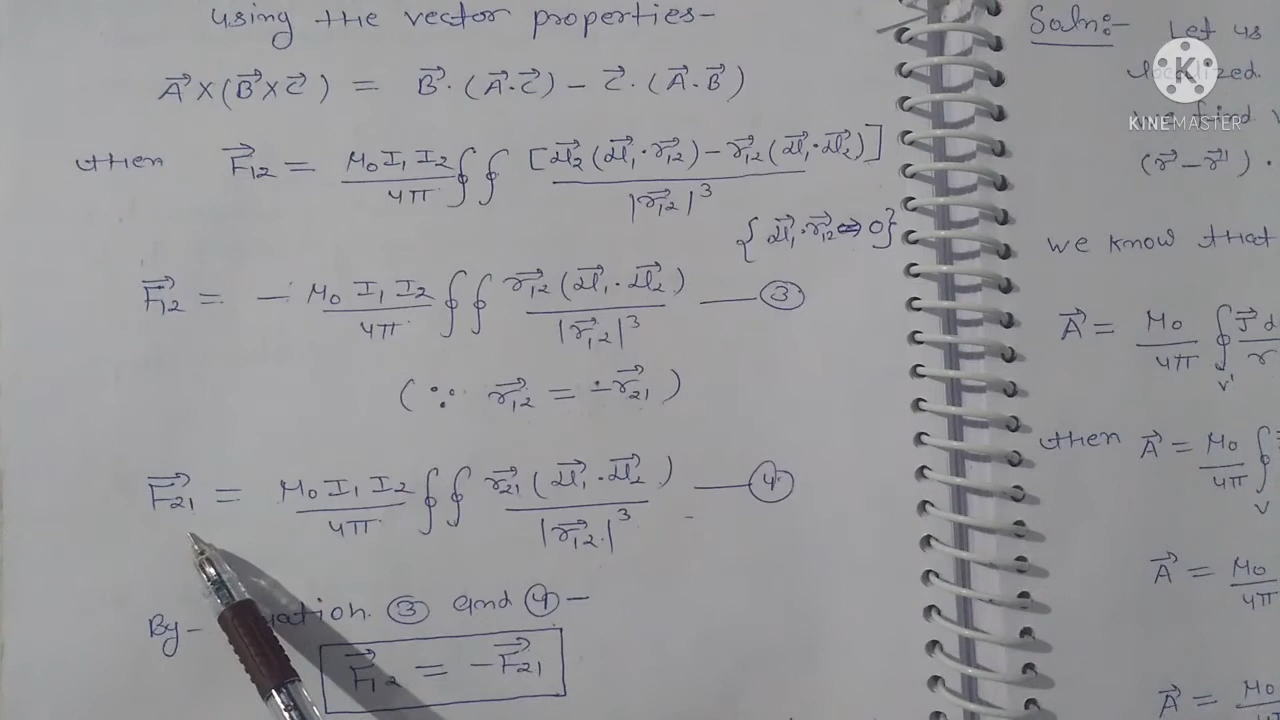 using the vector properties-
A⃗ × (B⃗ × C⃗) = B⃗ · (A⃗ · C⃗) − C⃗ · (A⃗ · B⃗)
then F⃗₁₂ = μ₀ I₁ I₂ / 4π ∮∮ [dl⃗₂ (dl⃗₁ · r⃗₁₂) − r⃗₁₂ (dl⃗₁ · dl⃗₂)] / |r⃗₁₂|³
{dl⃗₁ · r⃗₁₂ ⇔ 0}
F⃗₁₂ = − μ₀ I₁ I₂ / 4π ∮∮ r⃗₁₂ (dl⃗₁ · dl⃗₂) / |r⃗₁₂|³ — ③
(∵ r⃗₁₂ = −r⃗₂₁)
F⃗₂₁ = μ₀ I₁ I₂ / 4π ∮∮ r⃗₂₁ (dl⃗₁ · dl⃗₂) / |r⃗₁₂|³ — ④
By- ③ and ④ -
F⃗₁₂ = −F⃗₂₁
Soln:- Let us
localized.
we find
(r⃗ − r⃗') ·
we know that
A⃗ = μ₀ / 4π ∮ᵥ' J⃗ d / r
then A⃗ = μ₀ / 4π ∮ᵥ
A⃗ = μ₀ / 4π
A⃗ = μ₀
K
KINEMASTER